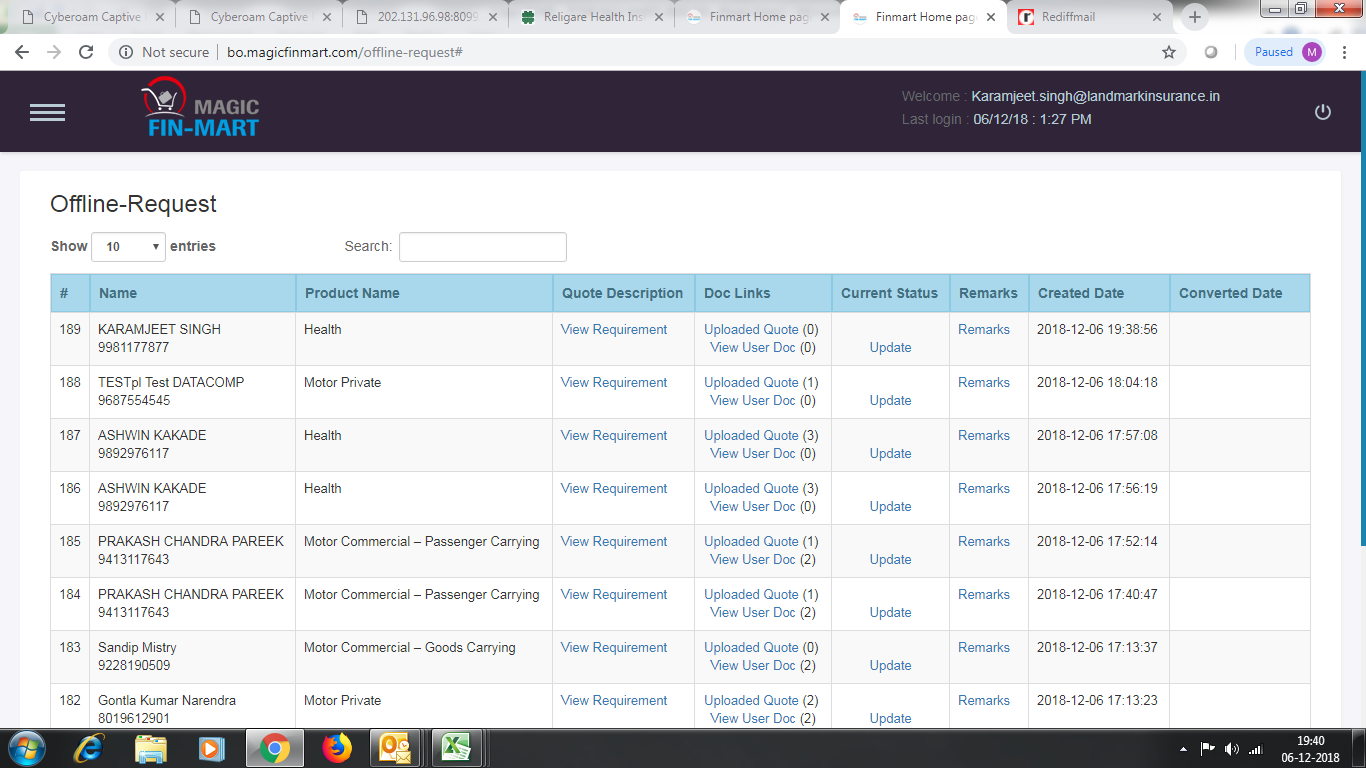 Cyberoam Captive
Cyberoam Captive
202.131.96.98:8099
Religare Health Ins
Finmart Home pag
Finmart Home pag
Rediffmail
Not secure
bo.magicfinmart.com/offline-request#
Paused
M
MAGIC
FIN-MART
Welcome : Karamjeet.singh@landmarkinsurance.in
Last login : 06/12/18 : 1:27 PM
Offline-Request
Show 10 entries
Search:
# Name Product Name Quote Description Doc Links Current Status Remarks Created Date Converted Date
189 KARAMJEET SINGH Health View Requirement Uploaded Quote (0) Remarks 2018-12-06 19:38:56
9981177877 View User Doc (0) Update
188 TESTpl Test DATACOMP Motor Private View Requirement Uploaded Quote (1) Remarks 2018-12-06 18:04:18
9687554545 View User Doc (0) Update
187 ASHWIN KAKADE Health View Requirement Uploaded Quote (3) Remarks 2018-12-06 17:57:08
9892976117 View User Doc (0) Update
186 ASHWIN KAKADE Health View Requirement Uploaded Quote (3) Remarks 2018-12-06 17:56:19
9892976117 View User Doc (0) Update
185 PRAKASH CHANDRA PAREEK Motor Commercial – Passenger Carrying View Requirement Uploaded Quote (1) Remarks 2018-12-06 17:52:14
9413117643 View User Doc (2) Update
184 PRAKASH CHANDRA PAREEK Motor Commercial – Passenger Carrying View Requirement Uploaded Quote (1) Remarks 2018-12-06 17:40:47
9413117643 View User Doc (2) Update
183 Sandip Mistry Motor Commercial – Goods Carrying View Requirement Uploaded Quote (0) Remarks 2018-12-06 17:13:37
9228190509 View User Doc (2) Update
182 Gontla Kumar Narendra Motor Private View Requirement Uploaded Quote (2) Remarks 2018-12-06 17:13:23
8019612901 View User Doc (2) Update
19:40
06-12-2018